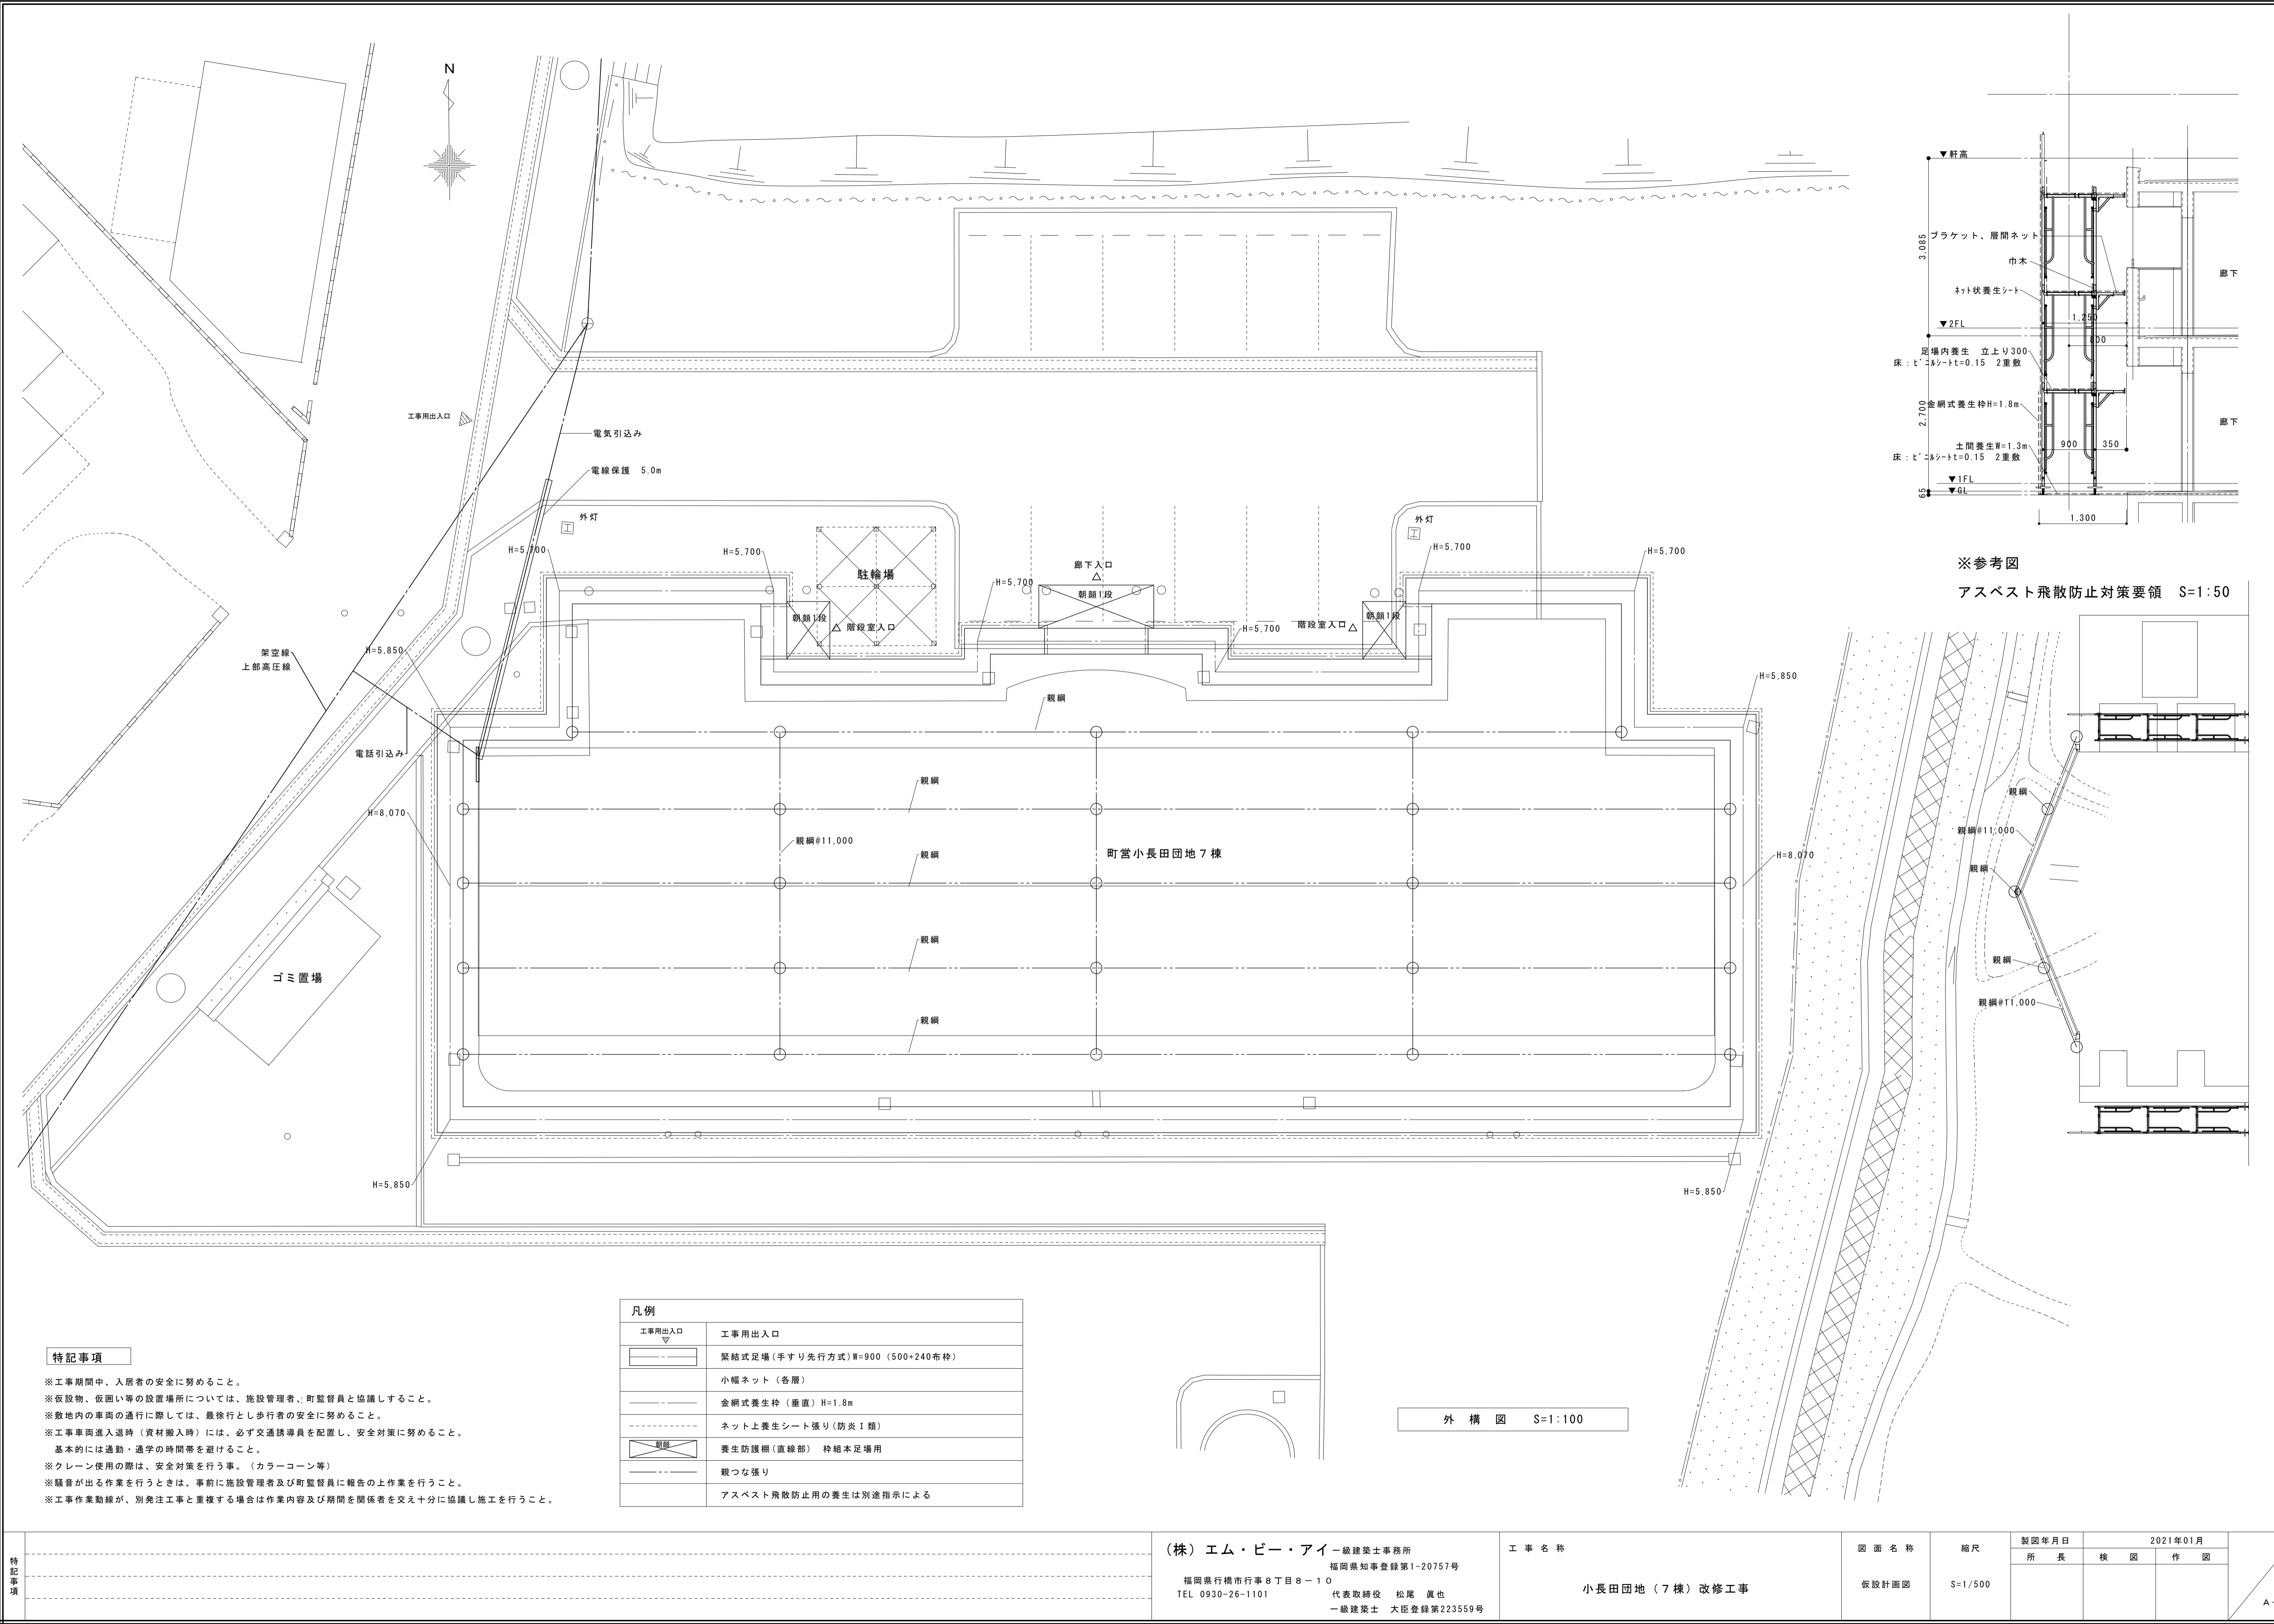 N
工事用出入口
電気引込み
電線保護　5.0m
外灯
外灯
H=5,700
H=5,700
H=5,700
H=5,700
H=5,700
H=5,700
駐輪場
廊下入口
朝顔1段
朝顔1段
朝顔1段
階段室入口
階段室入口
架空線
上部高圧線
H=5,850
H=5,850
電話引込み
親綱
親綱
H=8,070
親綱@11,000
親綱
町営小長田団地７棟
H=8,070
親綱
親綱
ゴミ置場
H=5,850
H=5,850
▼軒高
3,085
ブラケット、層間ネット
巾木
ﾈｯﾄ状養生ｼｰﾄ
廊下
1,250
▼2FL
800
足場内養生　立上り300
床：ﾋﾞﾆﾙｼｰﾄt=0.15　2重敷
金網式養生枠H=1.8m
2,700
廊下
900
350
土間養生W=1.3m
床：ﾋﾞﾆﾙｼｰﾄt=0.15　2重敷
▼1FL
▼GL
65
1,300
※参考図
アスベスト飛散防止対策要領　S=1:50
親綱
親綱@11,000
親綱
親綱
親綱@11,000
凡例
工事用出入口
工事用出入口
緊結式足場(手すり先行方式)W=900（500+240布枠）
小幅ネット（各層）
金網式養生枠（垂直）H=1.8m
ネット上養生シート張り(防炎Ⅰ類)
朝顔
養生防護棚(直線部)　枠組本足場用
親つな張り
アスベスト飛散防止用の養生は別途指示による
特記事項
※工事期間中、入居者の安全に努めること。
※仮設物、仮囲い等の設置場所については、施設管理者、町監督員と協議しすること。
※敷地内の車両の通行に際しては、最徐行とし歩行者の安全に努めること。
※工事車両進入退時（資材搬入時）には、必ず交通誘導員を配置し、安全対策に努めること。
基本的には通勤・通学の時間帯を避けること。
※クレーン使用の際は、安全対策を行う事。（カラーコーン等）
※騒音が出る作業を行うときは、事前に施設管理者及び町監督員に報告の上作業を行うこと。
※工事作業動線が、別発注工事と重複する場合は作業内容及び期間を関係者を交え十分に協議し施工を行うこと。
外　構　図　　S=1:100
特記事項
（株）エム・ビー・アイ一級建築士事務所
福岡県知事登録第1-20757号
福岡県行橋市行事８丁目８－１０
TEL 0930-26-1101
代表取締役　松尾　眞也
一級建築士　大臣登録第223559号
工 事 名 称
小長田団地（７棟）改修工事
図 面 名 称
仮設計画図
縮尺
S=1/500
製図年月日
2021年01月
所　長
検　図
作　図